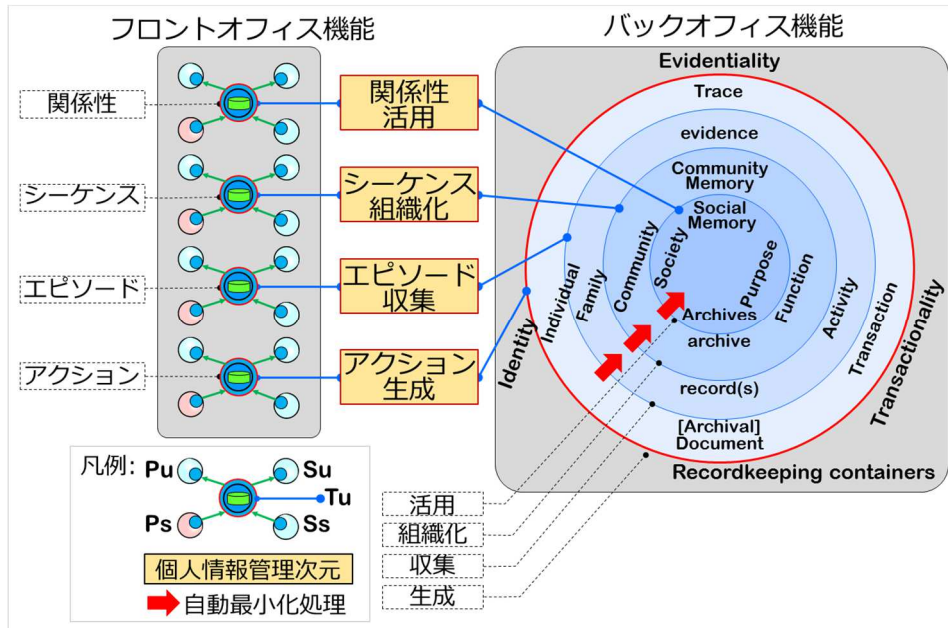 フロントオフィス機能
バックオフィス機能
関係性
シーケンス
エピソード
アクション
関係性
活用
シーケンス
組織化
エピソード
収集
アクション
生成
Evidentiality
Trace
evidence
Community
Memory
Social
Memory
Identity
Individual
Family
Community
Society
Purpose
Function
Activity
Transaction
Transactionality
Archives
archive
record(s)
[Archival]
Document
Recordkeeping containers
活用
組織化
収集
生成
凡例:
Pu
Su
Tu
Ps
Ss
個人情報管理次元
自動最小化処理